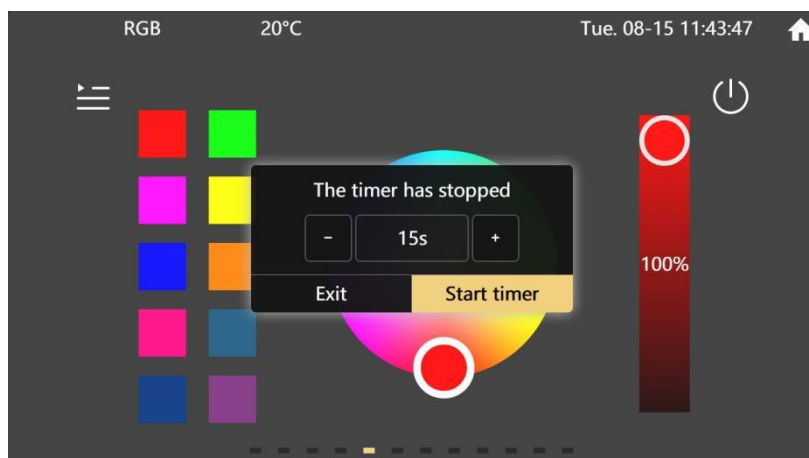 RGB 20°C Tue. 08-15 11:43:47
The timer has stopped
- 15s +
100%
Exit Start timer